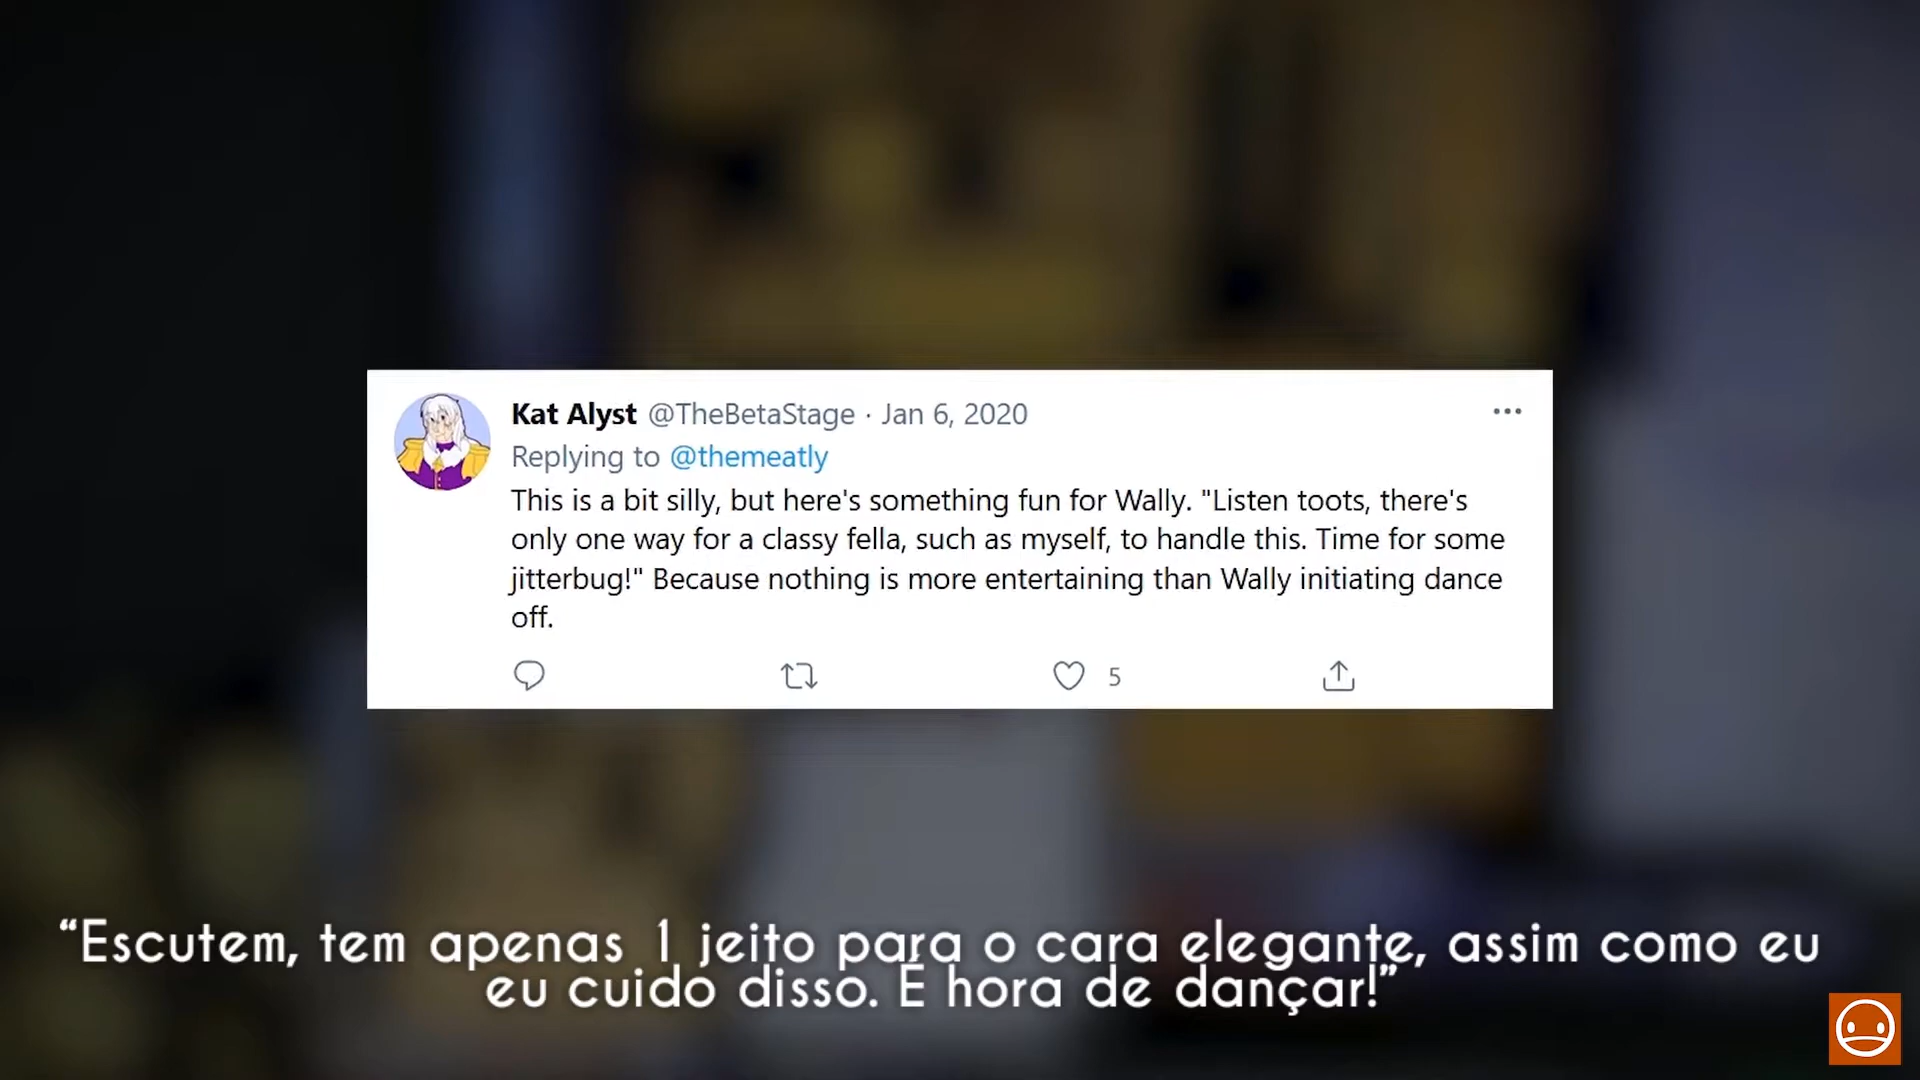 Kat Alyst @TheBetaStage · Jan 6, 2020
Replying to @themeatly
This is a bit silly, but here's something fun for Wally. "Listen toots, there's
only one way for a classy fella, such as myself, to handle this. Time for some
jitterbug!" Because nothing is more entertaining than Wally initiating dance
off.
5
“Escutem, tem apenas 1 jeito para o cara elegante, assim como eu
eu cuido disso. É hora de dançar!”